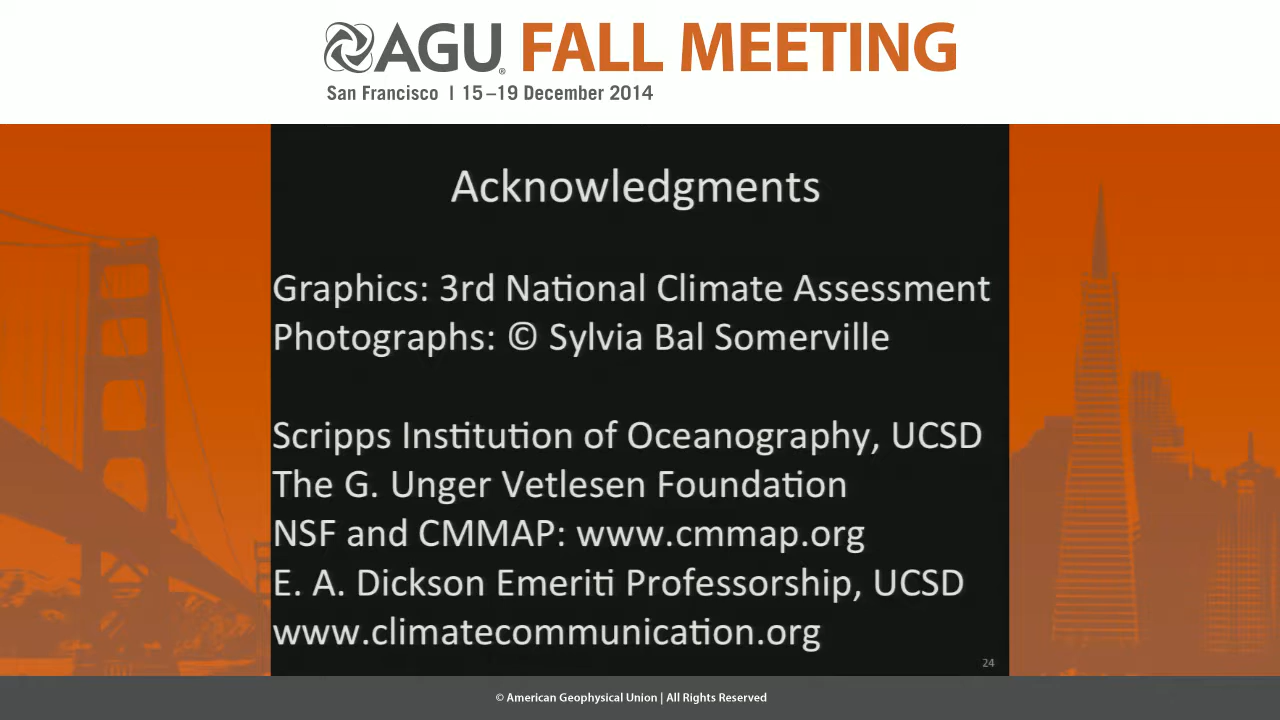 AGU® FALL MEETING
San Francisco | 15–19 December 2014
Acknowledgments
Graphics: 3rd National Climate Assessment
Photographs: © Sylvia Bal Somerville
Scripps Institution of Oceanography, UCSD
The G. Unger Vetlesen Foundation
NSF and CMMAP: www.cmmap.org
E. A. Dickson Emeriti Professorship, UCSD
www.climatecommunication.org
24
© American Geophysical Union | All Rights Reserved